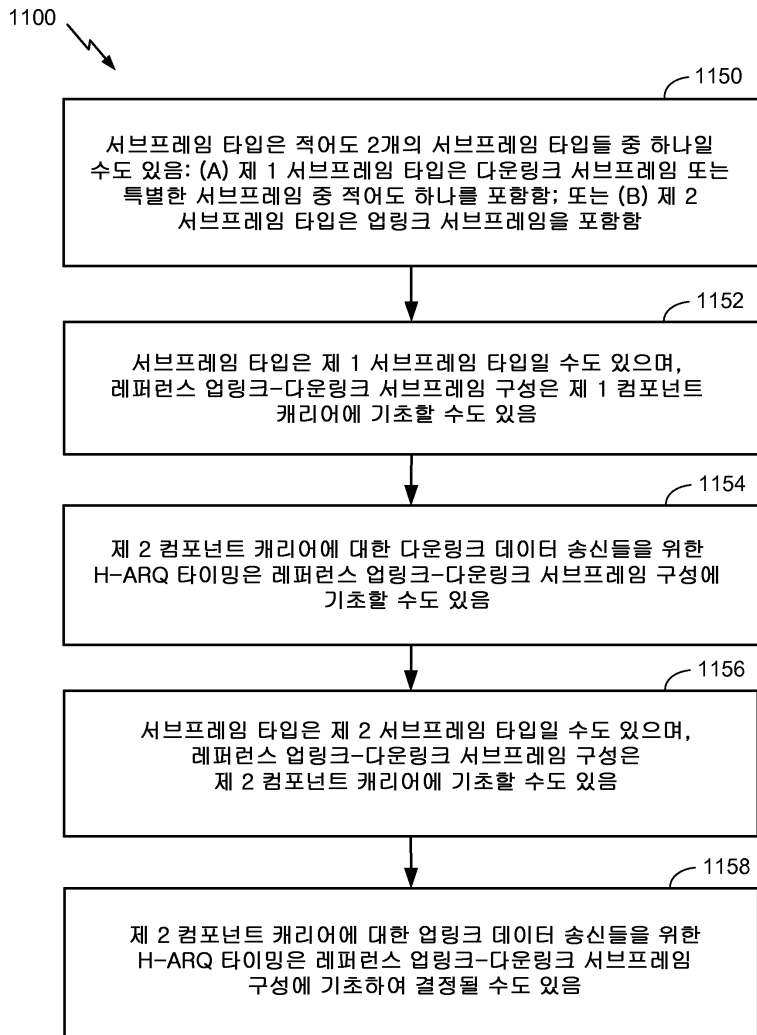 1100
1150
서브프레임 타입은 적어도 2개의 서브프레임 타입들 중 하나일
수도 있음: (A) 제 1 서브프레임 타입은 다운링크 서브프레임 또는
특별한 서브프레임 중 적어도 하나를 포함함; 또는 (B) 제 2
서브프레임 타입은 업링크 서브프레임을 포함함
1152
서브프레임 타입은 제 1 서브프레임 타입일 수도 있으며,
레퍼런스 업링크-다운링크 서브프레임 구성은 제 1 컴포넌트
캐리어에 기초할 수도 있음
1154
제 2 컴포넌트 캐리어에 대한 다운링크 데이터 송신들을 위한
H-ARQ 타이밍은 레퍼런스 업링크-다운링크 서브프레임 구성에
기초할 수도 있음
1156
서브프레임 타입은 제 2 서브프레임 타입일 수도 있으며,
레퍼런스 업링크-다운링크 서브프레임 구성은
제 2 컴포넌트 캐리어에 기초할 수도 있음
1158
제 2 컴포넌트 캐리어에 대한 업링크 데이터 송신들을 위한
H-ARQ 타이밍은 레퍼런스 업링크-다운링크 서브프레임
구성에 기초하여 결정될 수도 있음